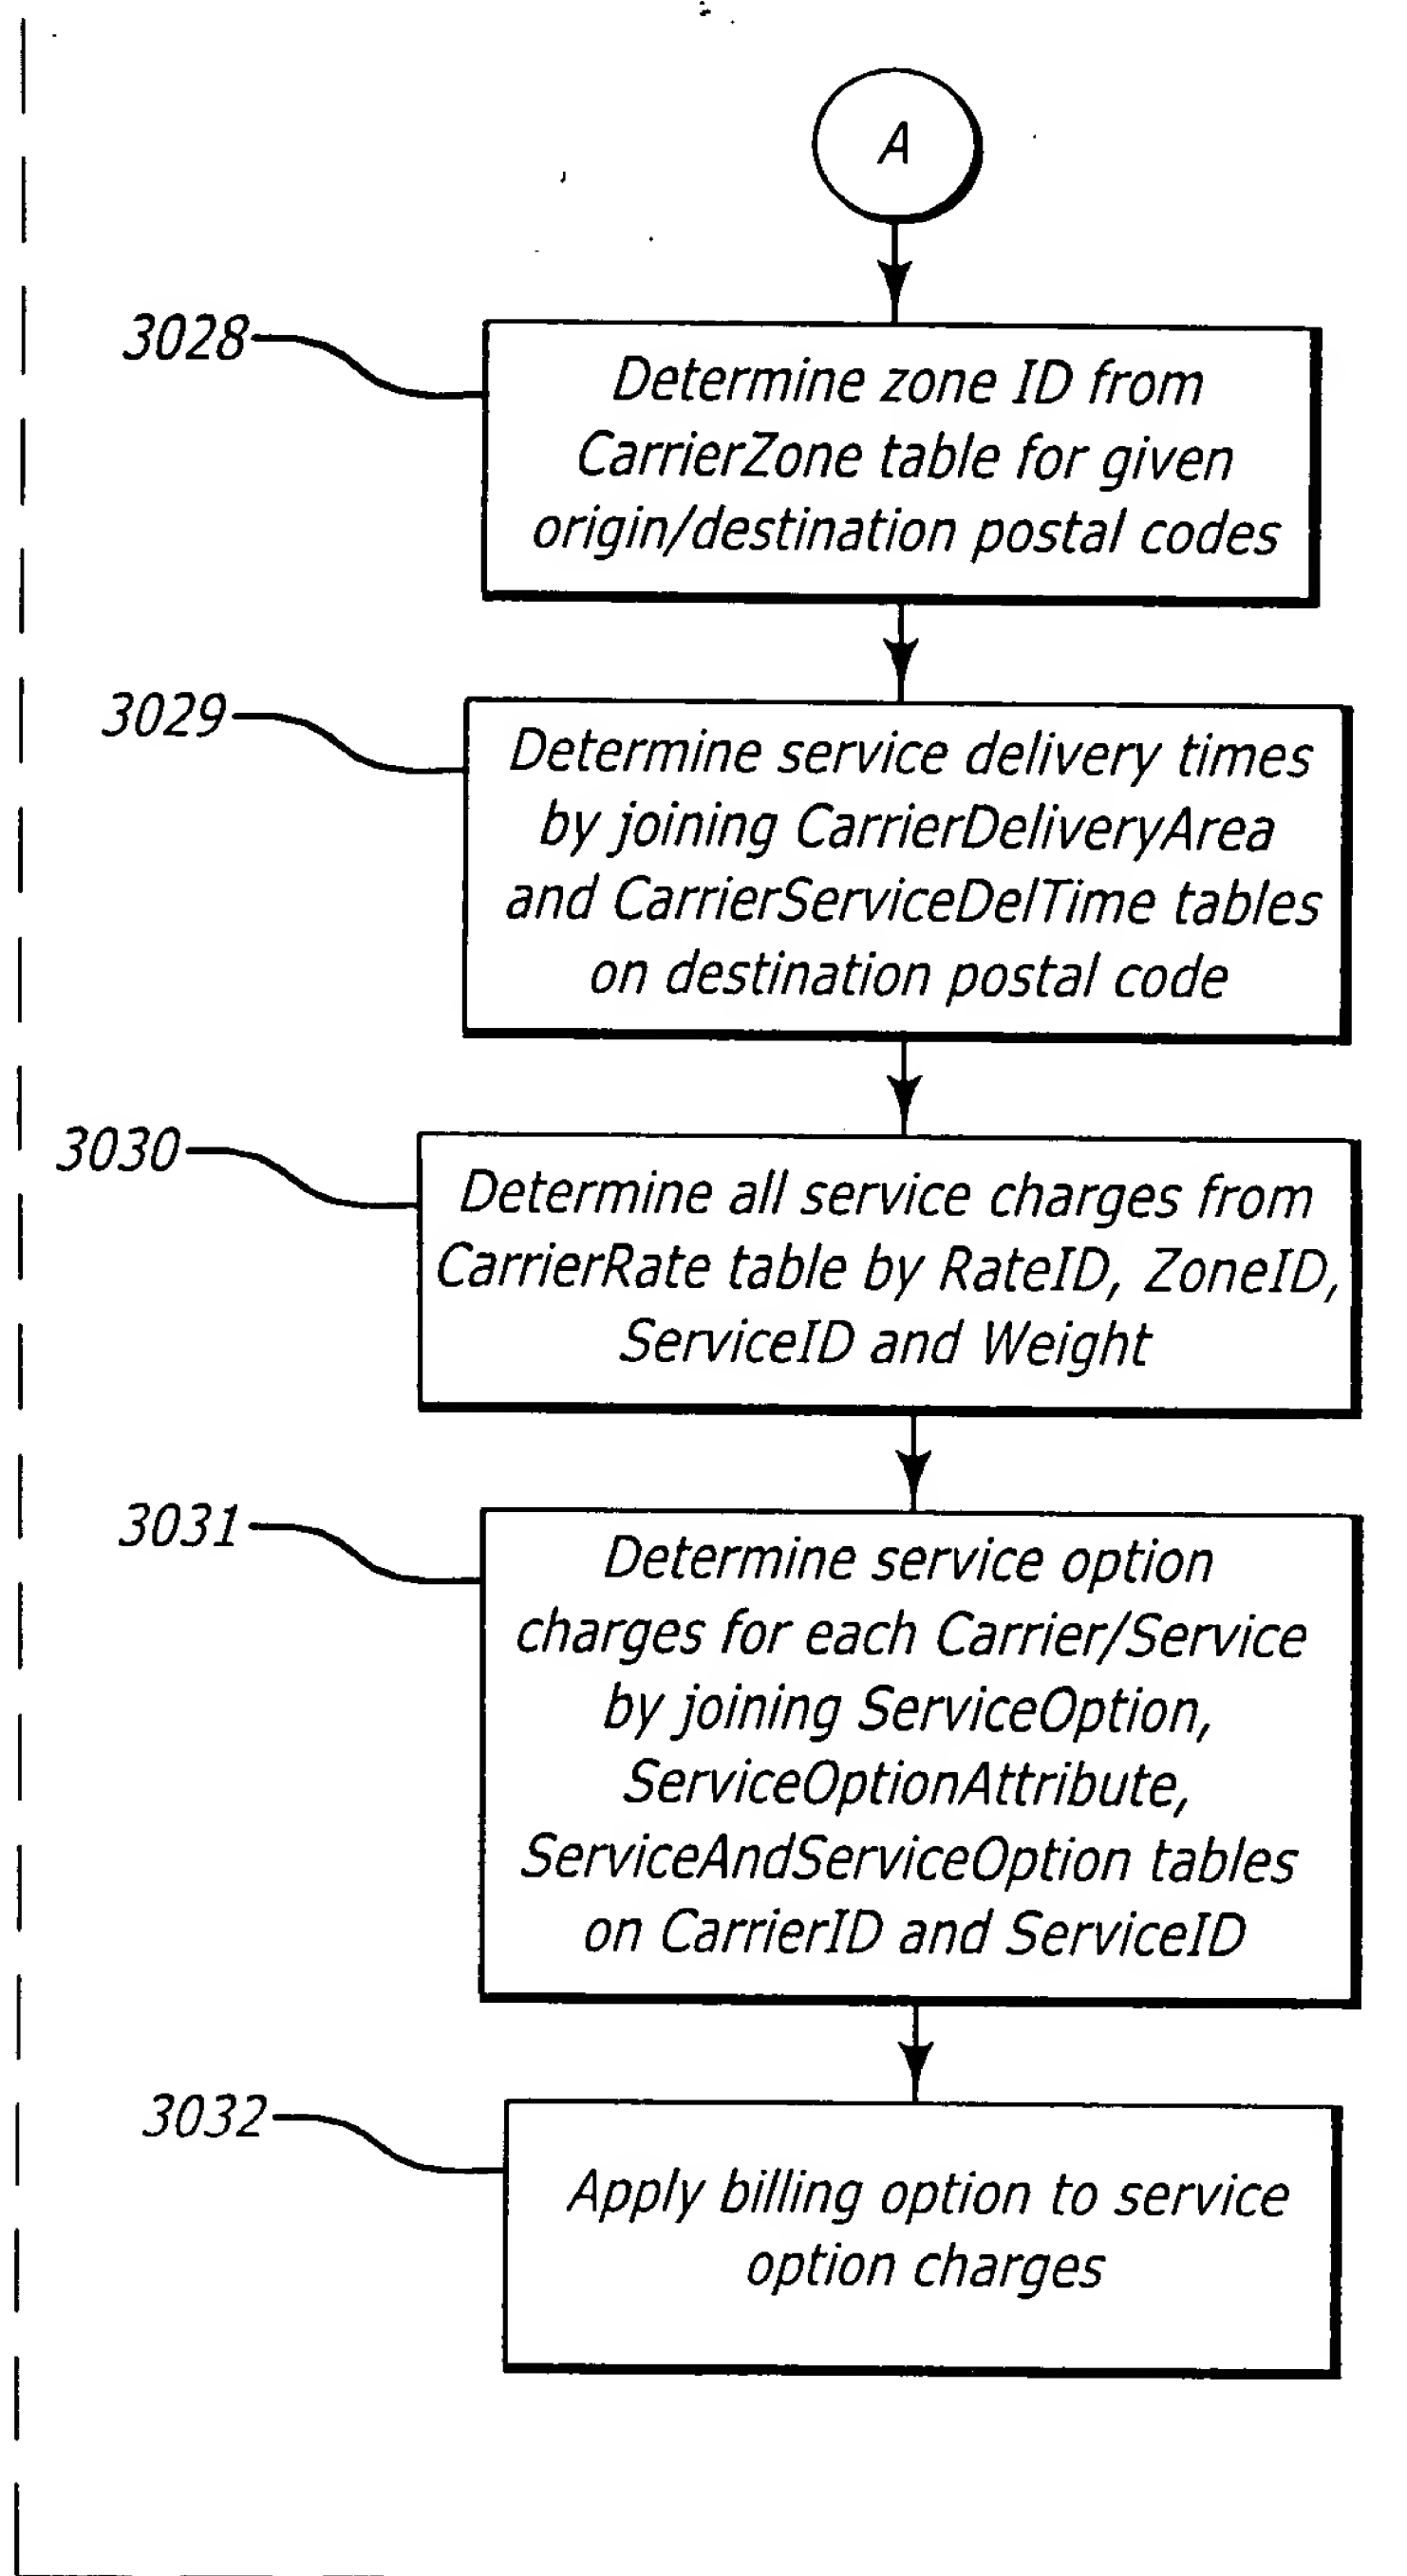 A
3028
Determine zone ID from
CarrierZone table for given
origin/destination postal codes
3029
Determine service delivery times
by joining CarrierDeliveryArea
and CarrierServiceDelTime tables
on destination postal code
3030
Determine all service charges from
CarrierRate table by RateID, ZoneID,
ServiceID and Weight
3031
Determine service option
charges for each Carrier/Service
by joining ServiceOption,
ServiceOptionAttribute,
ServiceAndServiceOption tables
on CarrierID and ServiceID
3032
Apply billing option to service
option charges